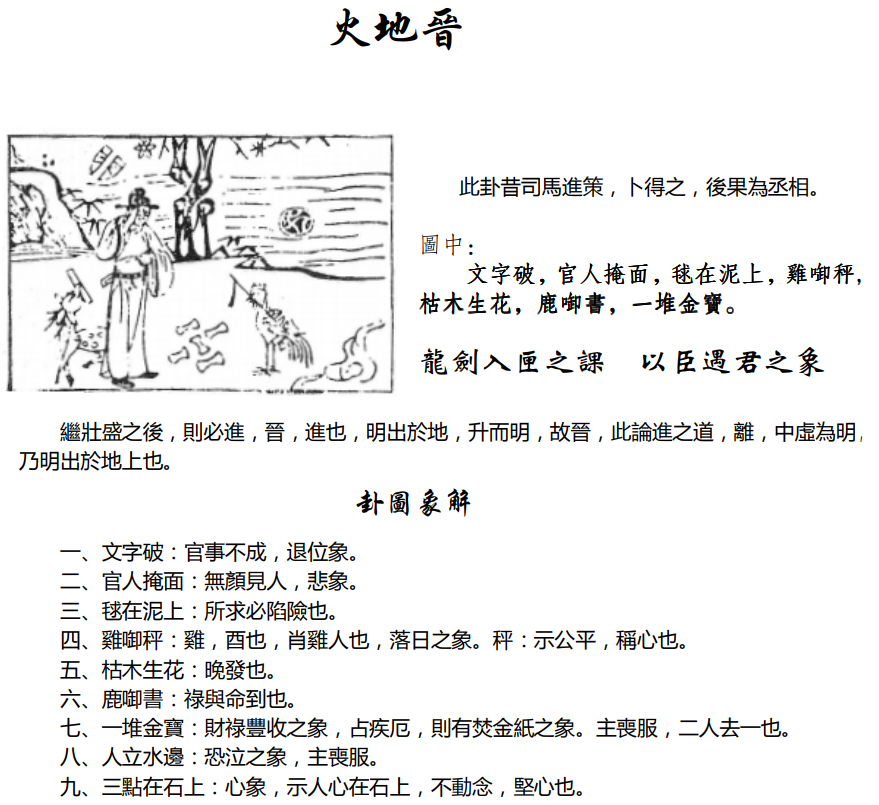 火地晉
此卦昔司馬進策，卜得之，後果為丞相。
圖中：
文字破，官人掩面，毬在泥上，雞啣秤，
枯木生花，鹿啣書，一堆金寶。
龍劍入匣之課　以臣遇君之象
繼壯盛之後，則必進，晉，進也，明出於地，升而明，故晉，此論進之道，離，中虛為明，
乃明出於地上也。
卦圖象解
一、文字破：官事不成，退位象。
二、官人掩面：無顏見人，悲象。
三、毬在泥上：所求必陷險也。
四、雞啣秤：雞，酉也，肖雞人也，落日之象。秤：示公平，稱心也。
五、枯木生花：晚發也。
六、鹿啣書：祿與命到也。
七、一堆金寶：財祿豐收之象，占疾厄，則有焚金紙之象。主喪服，二人去一也。
八、人立水邊：恐泣之象，主喪服。
九、三點在石上：心象，示人心在石上，不動念，堅心也。